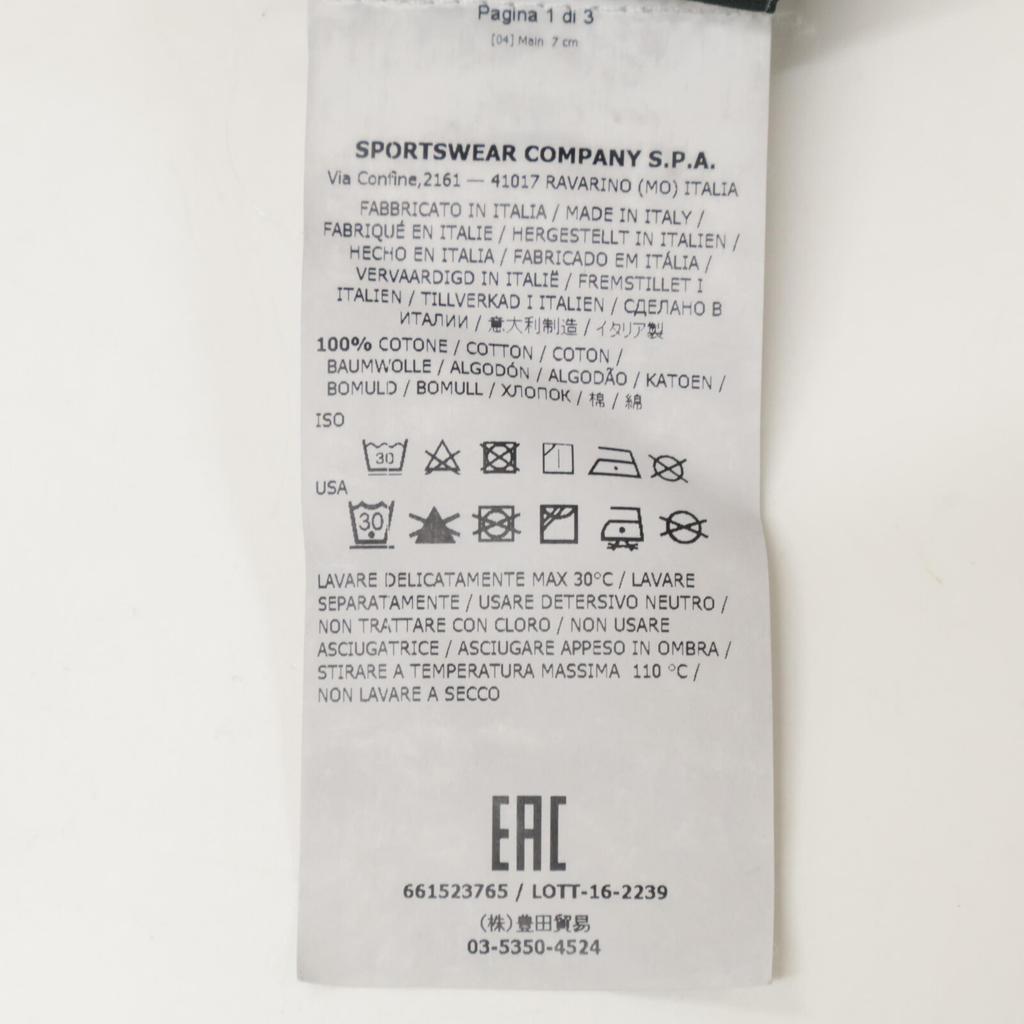 Pagina 1 di 3
[04] Main 7 cm
SPORTSWEAR COMPANY S.P.A.
Via Confine,2161 — 41017 RAVARINO (MO) ITALIA
FABBRICATO IN ITALIA / MADE IN ITALY /
FABRIQUÉ EN ITALIE / HERGESTELLT IN ITALIEN /
HECHO EN ITALIA / FABRICADO EM ITÁLIA /
VERVAARDIGD IN ITALIË / FREMSTILLET I
ITALIEN / TILLVERKAD I ITALIEN / СДЕЛАНО В
ИТАЛИИ / 意大利制造 / イタリア製
100% COTONE / COTTON / COTON /
BAUMWOLLE / ALGODÓN / ALGODÃO / KATOEN /
BOMULD / BOMULL / ХЛОПОК / 棉 / 綿
ISO
30
USA
30
LAVARE DELICATAMENTE MAX 30°C / LAVARE
SEPARATAMENTE / USARE DETERSIVO NEUTRO /
NON TRATTARE CON CLORO / NON USARE
ASCIUGATRICE / ASCIUGARE APPESO IN OMBRA /
STIRARE A TEMPERATURA MASSIMA 110 °C /
NON LAVARE A SECCO
EAC
661523765 / LOTT-16-2239
(株)豊田貿易
03-5350-4524